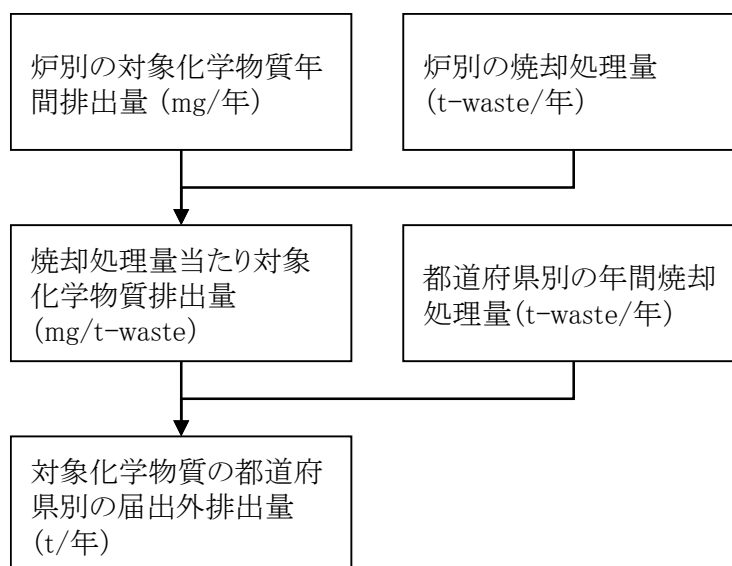 炉別の対象化学物質年
間排出量 (mg/年)
炉別の焼却処理量
(t-waste/年)
焼却処理量当たり対象
化学物質排出量
(mg/t-waste)
都道府県別の年間焼却
処理量(t-waste/年)
対象化学物質の都道府
県別の届出外排出量
(t/年)